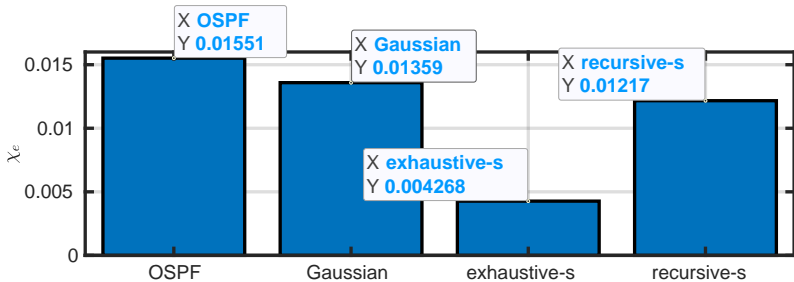 X OSPF
Y 0.01551
X Gaussian
Y 0.01359
X recursive-s
Y 0.01217
X exhaustive-s
Y 0.004268
0.015
0.01
0.005
0
χe
OSPF
Gaussian
exhaustive-s
recursive-s